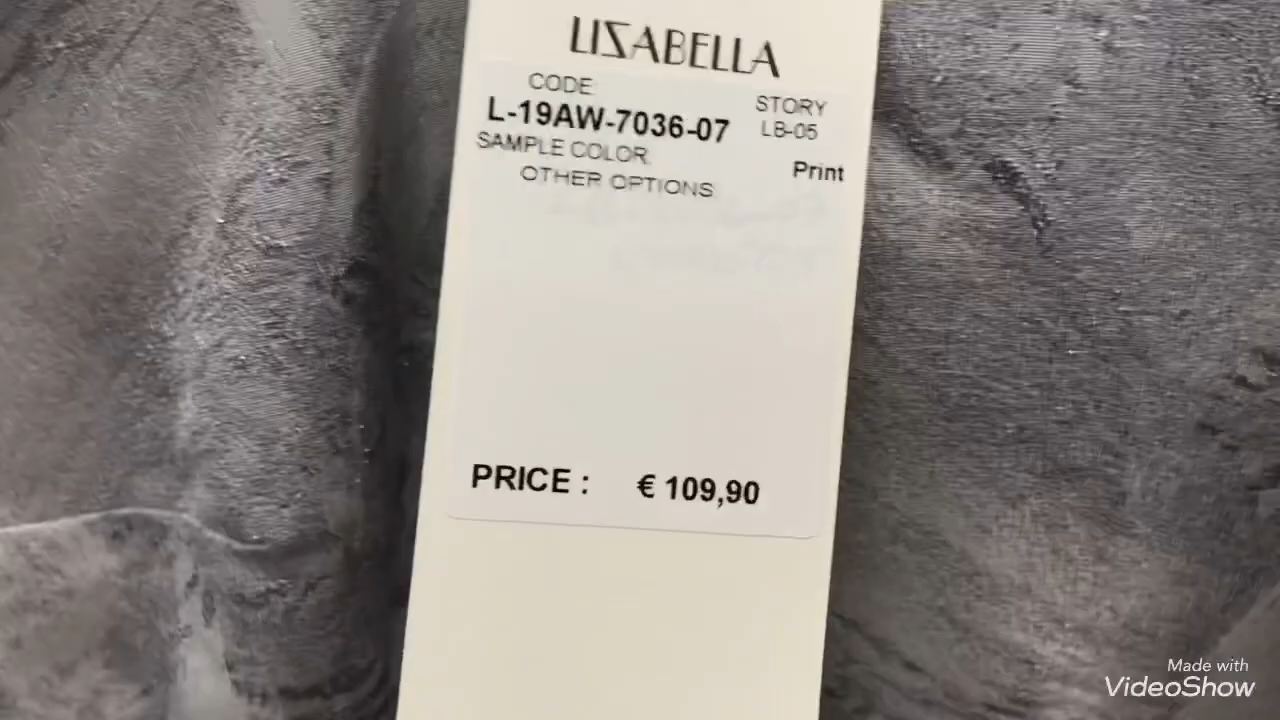 LIZABELLA
CODE
STORY
L-19AW-7036-07
LB-05
SAMPLE COLOR
Print
OTHER OPTIONS
PRICE : € 109,90
Made with
VideoShow